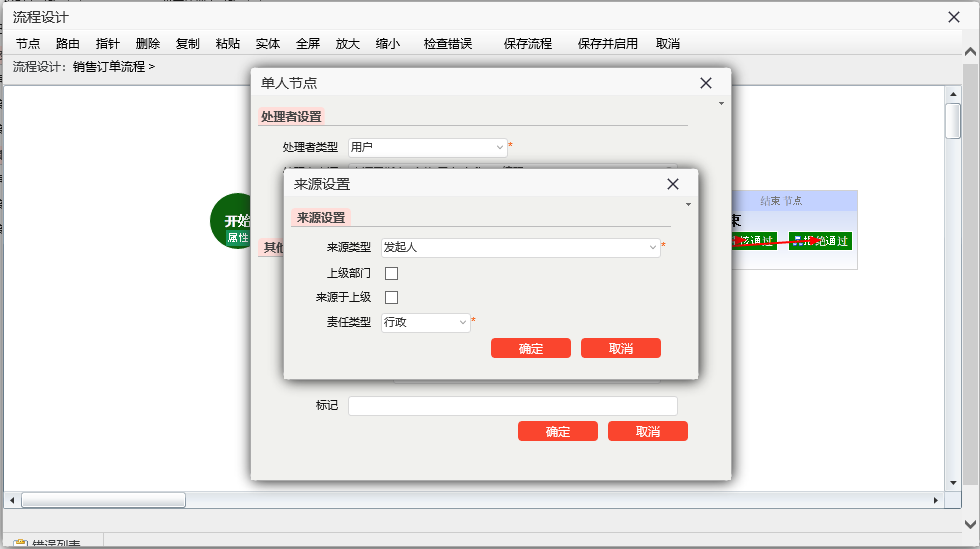 流程设计
节点 路由 指针 删除 复制 粘贴 实体 全屏 放大 缩小 检查错误 保存流程 保存并启用 取消
流程设计: 销售订单流程 >
单人节点
处理者设置
处理者类型 用户 *
来源设置
来源设置
来源类型 发起人 *
上级部门
来源于上级
责任类型 行政 *
确定 取消
开始
属性
其他
结束 节点
束
通过 拒绝通过
标记
确定 取消
错误列表